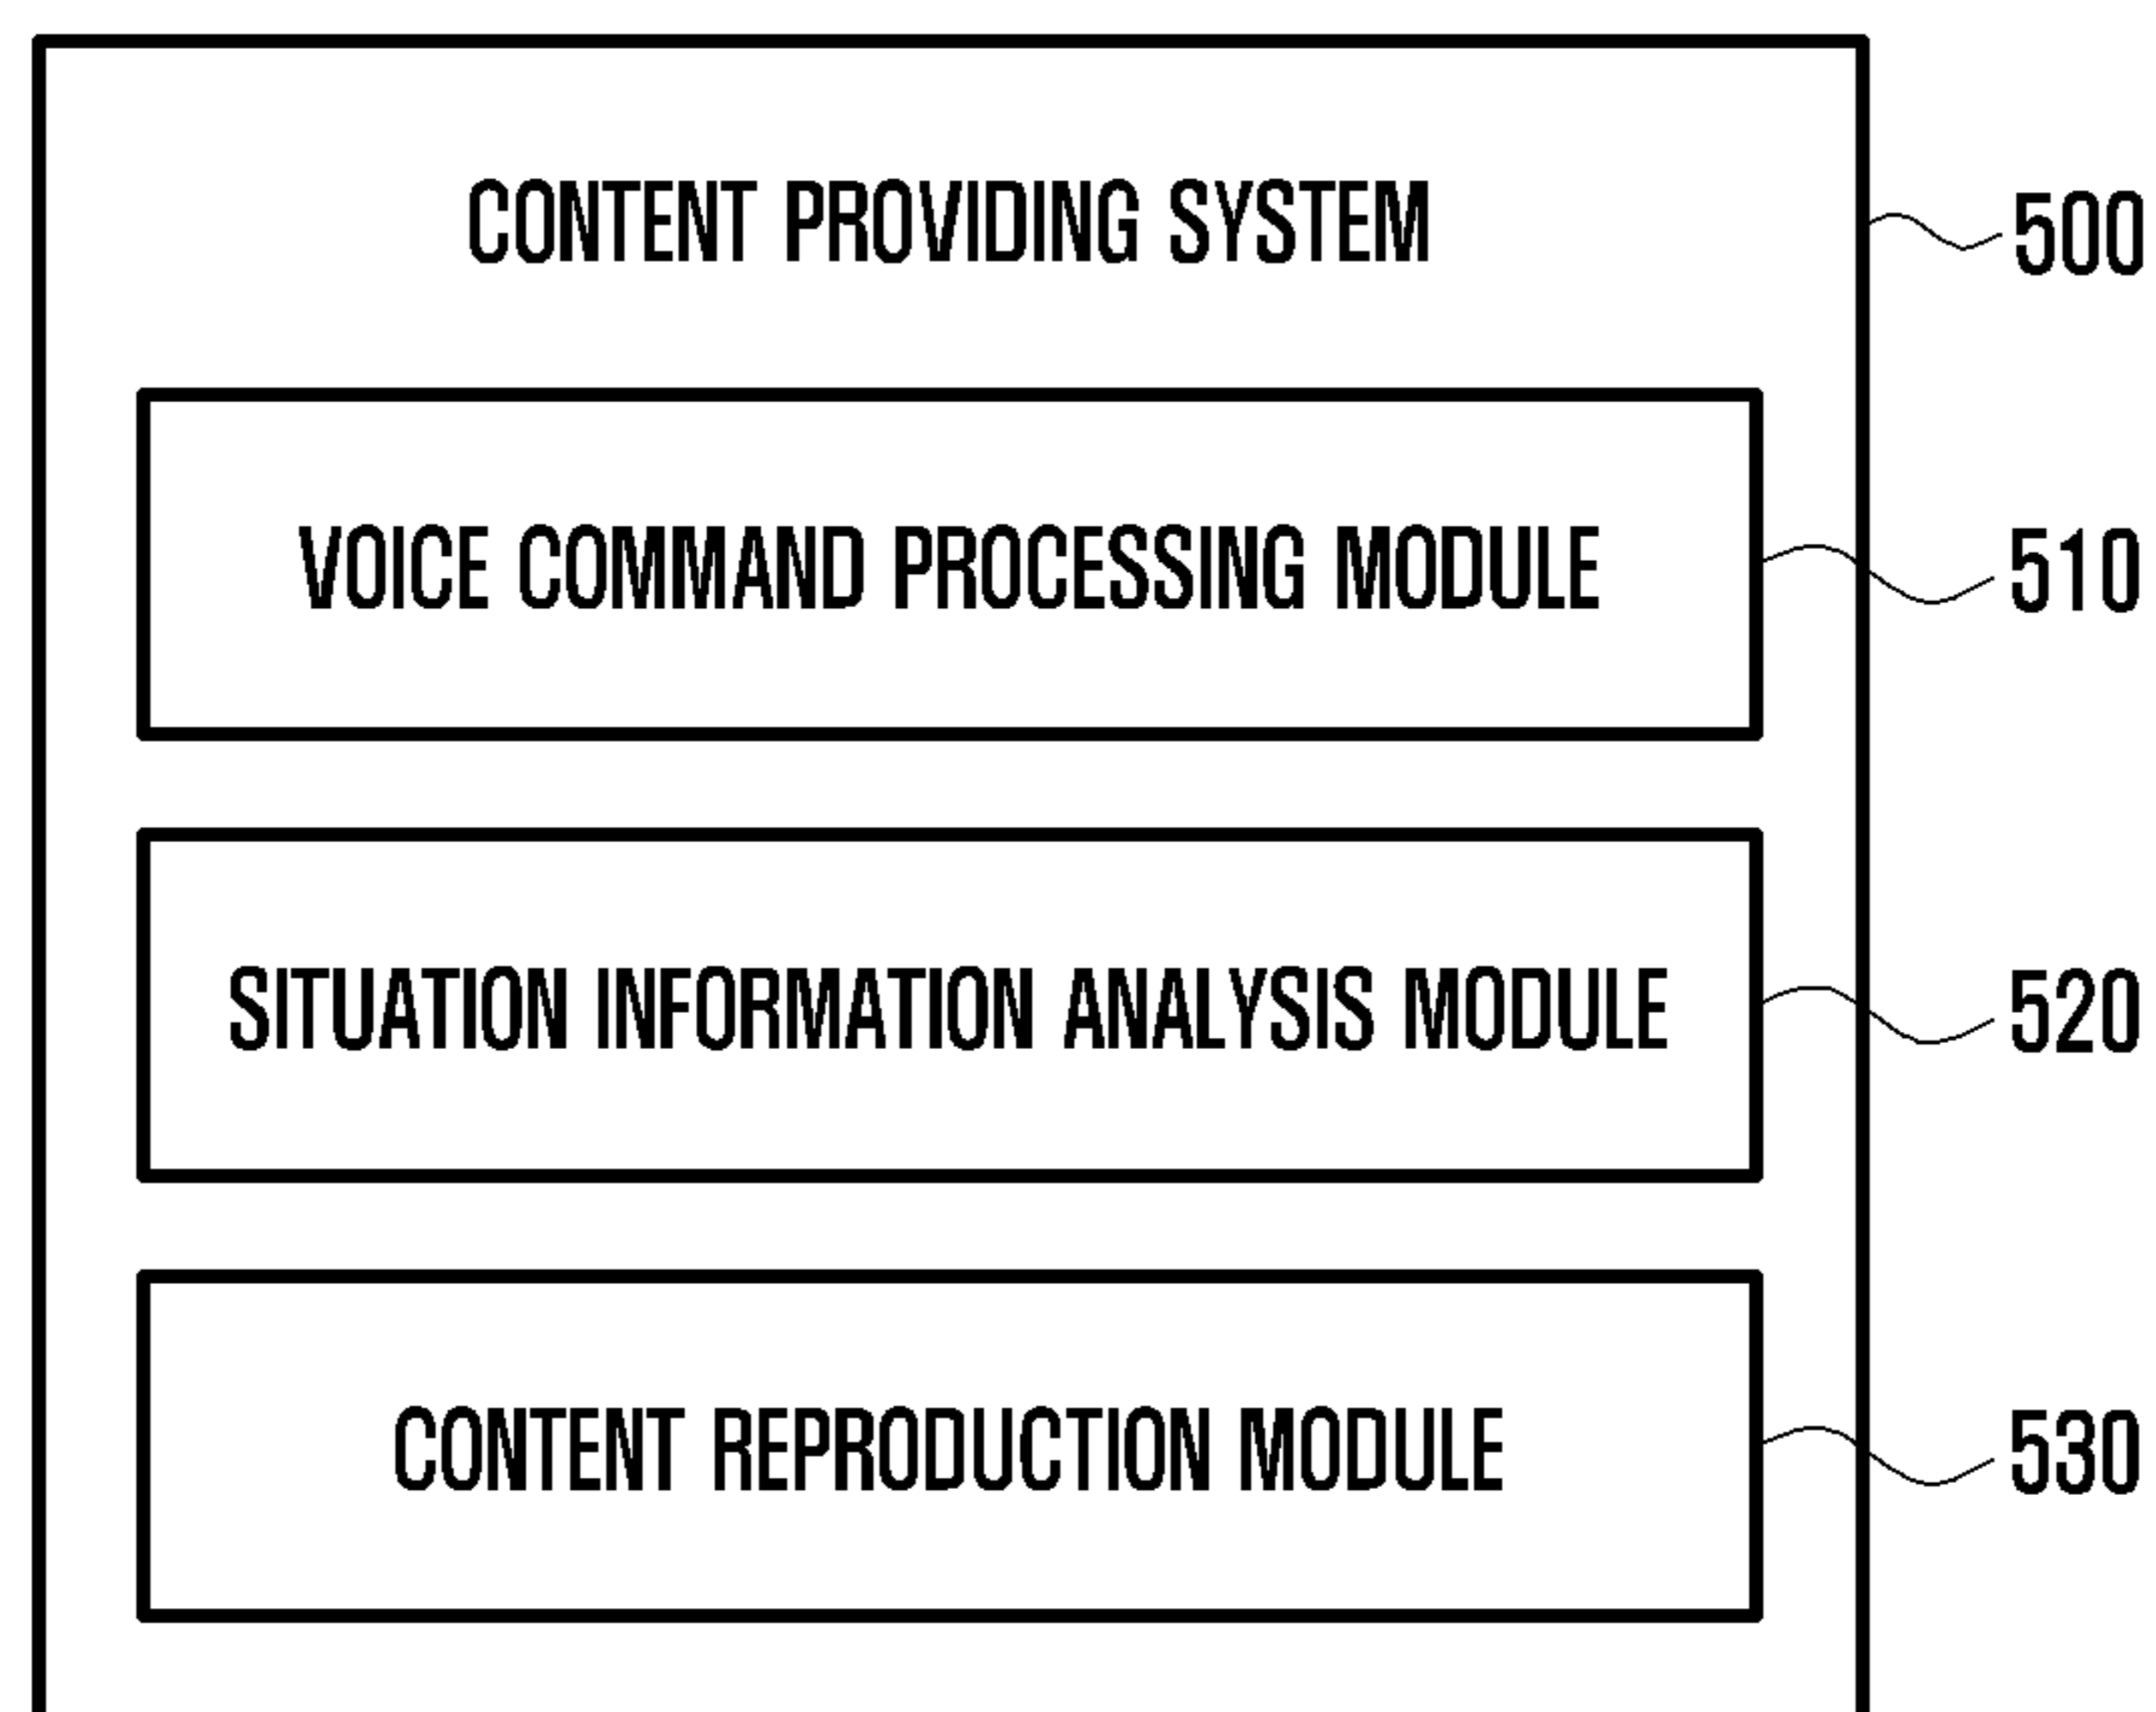 CONTENT PROVIDING SYSTEM 500
VOICE COMMAND PROCESSING MODULE 510
SITUATION INFORMATION ANALYSIS MODULE 520
CONTENT REPRODUCTION MODULE 530